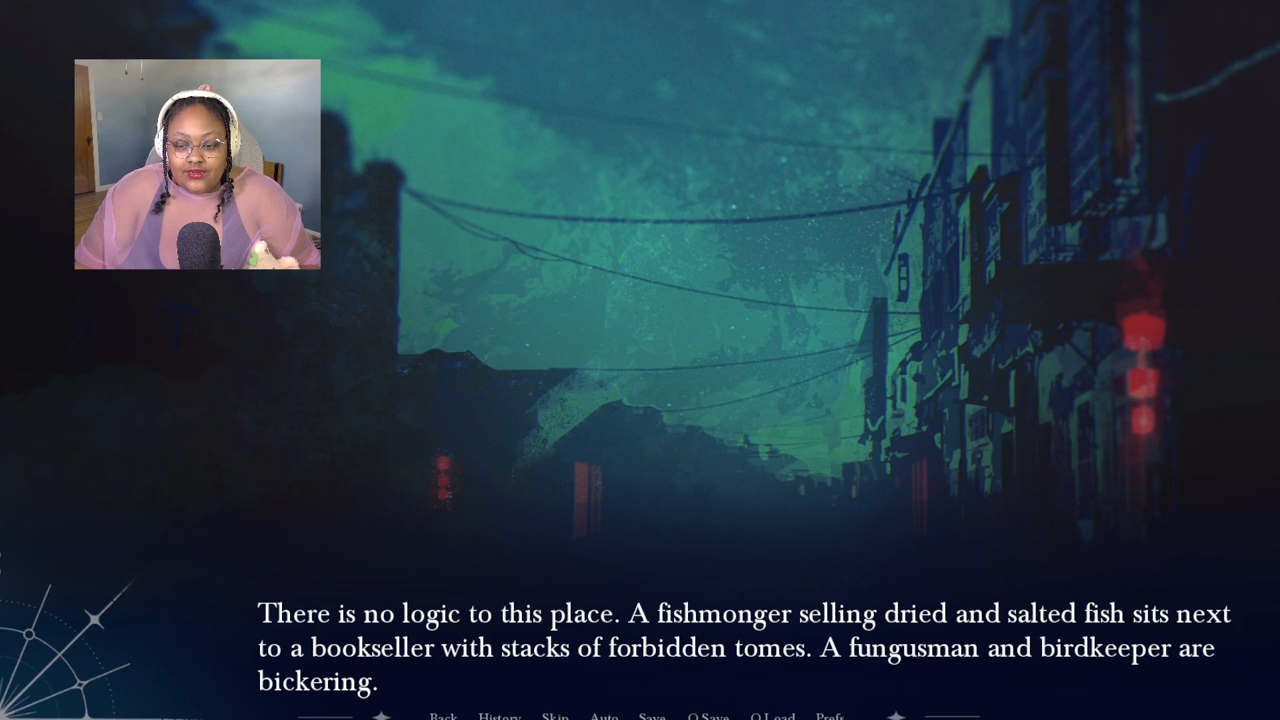 There is no logic to this place. A fishmonger selling dried and salted fish sits next
to a bookseller with stacks of forbidden tomes. A fungusman and birdkeeper are
bickering.
Back History Skip Auto Save Q.Save Q.Load Prefs